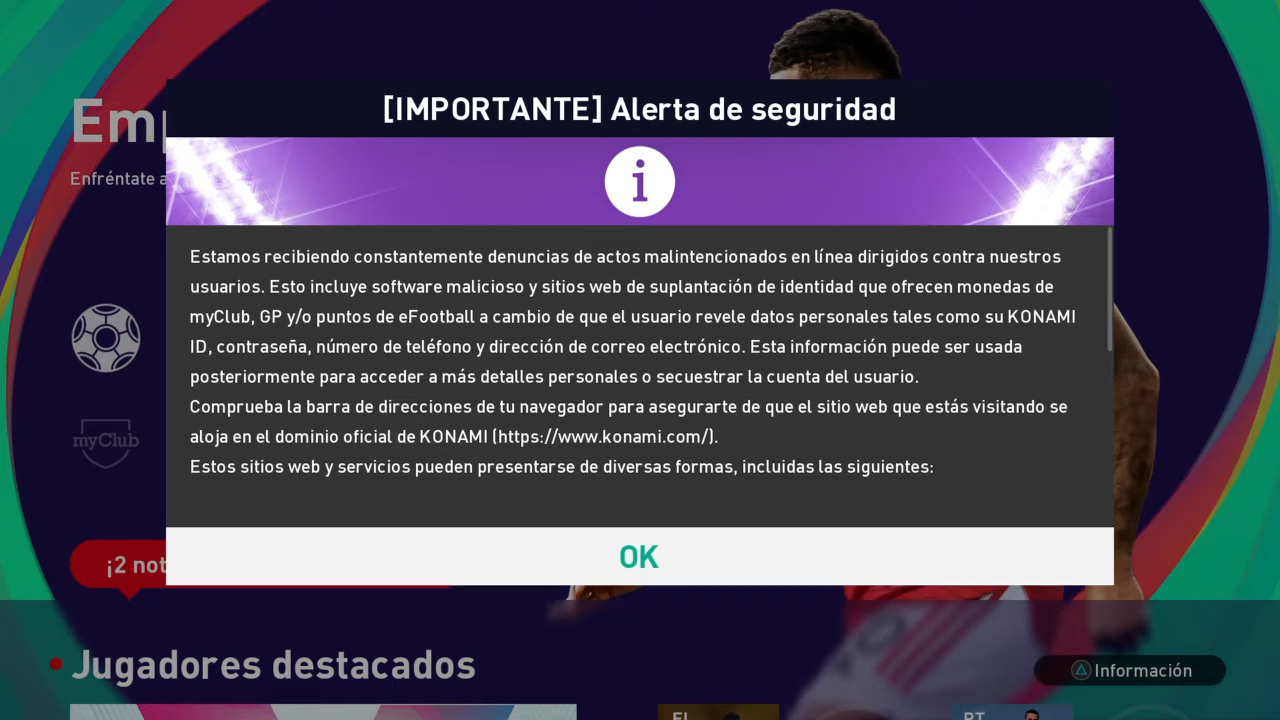 [IMPORTANTE] Alerta de seguridad
Em
Enfréntate a
Estamos recibiendo constantemente denuncias de actos malintencionados en línea dirigidos contra nuestros
usuarios. Esto incluye software malicioso y sitios web de suplantación de identidad que ofrecen monedas de
myClub, GP y/o puntos de eFootball a cambio de que el usuario revele datos personales tales como su KONAMI
ID, contraseña, número de teléfono y dirección de correo electrónico. Esta información puede ser usada
posteriormente para acceder a más detalles personales o secuestrar la cuenta del usuario.
Comprueba la barra de direcciones de tu navegador para asegurarte de que el sitio web que estás visitando se
aloja en el dominio oficial de KONAMI (https://www.konami.com/).
Estos sitios web y servicios pueden presentarse de diversas formas, incluidas las siguientes:
myClub
OK
¡2 not
Jugadores destacados
Información